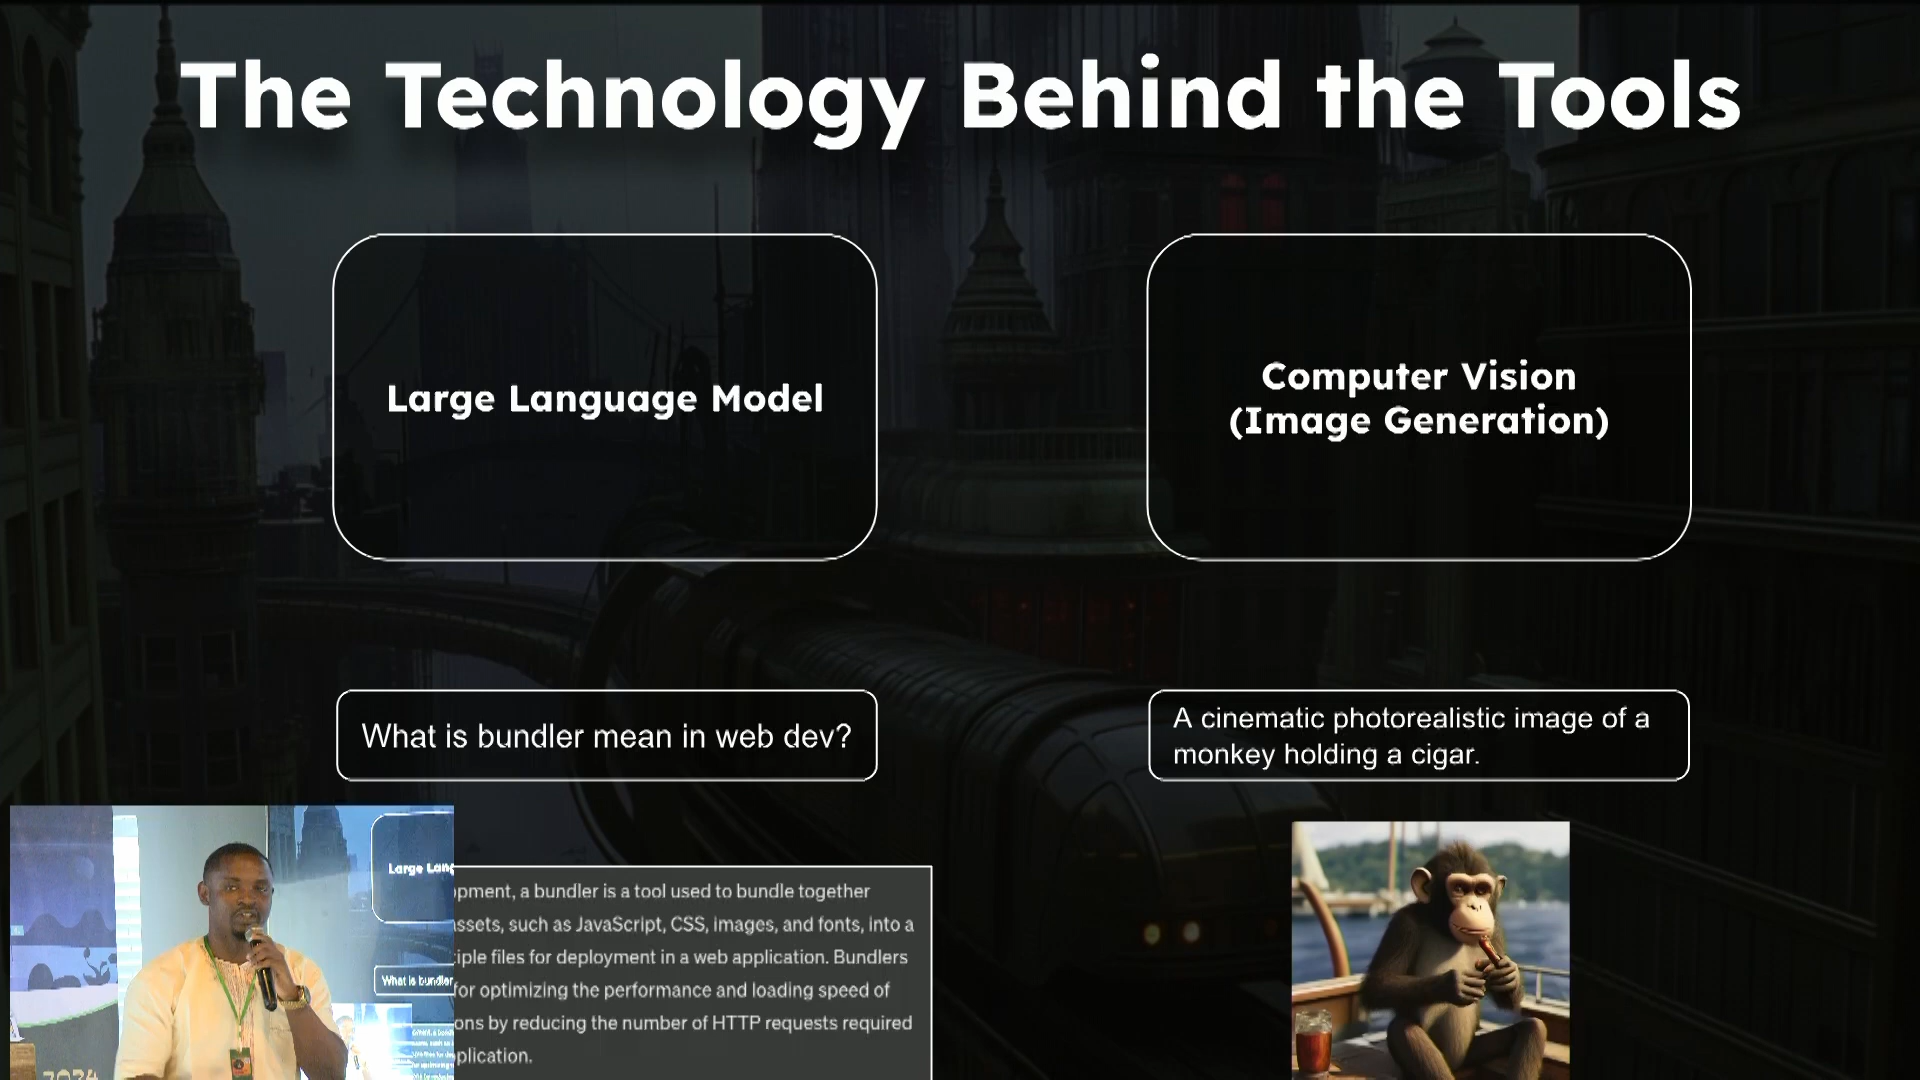 The Technology Behind the Tools
Large Language Model
Computer Vision
(Image Generation)
What is bundler mean in web dev?
A cinematic photorealistic image of a
monkey holding a cigar.
opment, a bundler is a tool used to bundle together
assets, such as JavaScript, CSS, images, and fonts, into a
iple files for deployment in a web application. Bundlers
for optimizing the performance and loading speed of
ons by reducing the number of HTTP requests required
plication.
Large Lang
What is bundler
2024